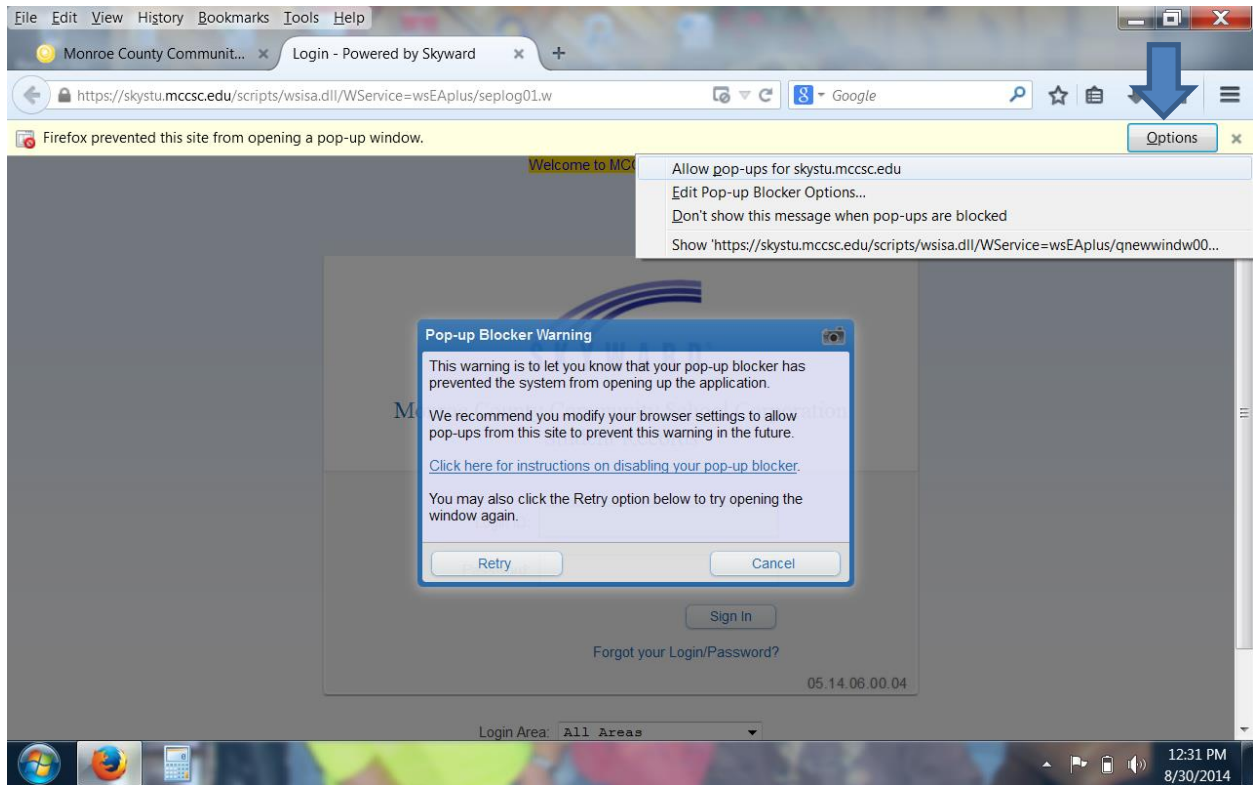 File Edit View History Bookmarks Tools Help
Monroe County Communit... × Login - Powered by Skyward × +
https://skystu.mccsc.edu/scripts/wsisa.dll/WService=wsEAplus/seplog01.w 8 Google
Firefox prevented this site from opening a pop-up window. Options ×
Welcome to MCC
Allow pop-ups for skystu.mccsc.edu
Edit Pop-up Blocker Options...
Don't show this message when pop-ups are blocked
Show 'https://skystu.mccsc.edu/scripts/wsisa.dll/WService=wsEAplus/qnewwindw00...
SKYWARD
Pop-up Blocker Warning
This warning is to let you know that your pop-up blocker has
prevented the system from opening up the application.
We recommend you modify your browser settings to allow
pop-ups from this site to prevent this warning in the future.
Click here for instructions on disabling your pop-up blocker.
You may also click the Retry option below to try opening the
window again.
Retry Cancel
Sign In
Forgot your Login/Password?
05.14.06.00.04
Login Area: All Areas
12:31 PM
8/30/2014